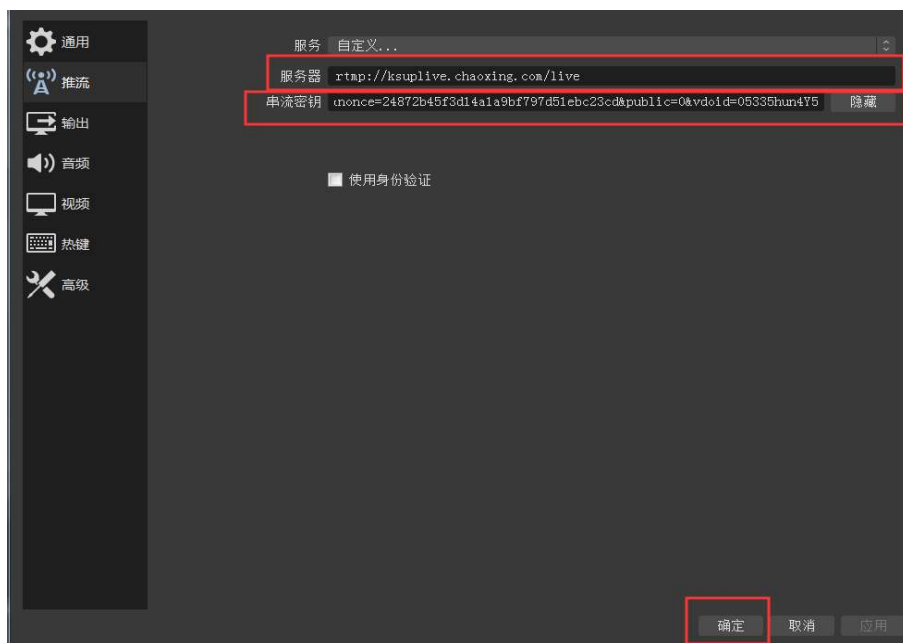 通用
推流
输出
音频
视频
热键
高级
服务 自定义...
服务器 rtmp://ksuplive.chaoxing.com/live
串流密钥 nonce=24872b45f3d14a1a9bf797d51ebc23cd&public=0&vdoid=05335hun4Y5 隐藏
使用身份验证
确定 取消 应用